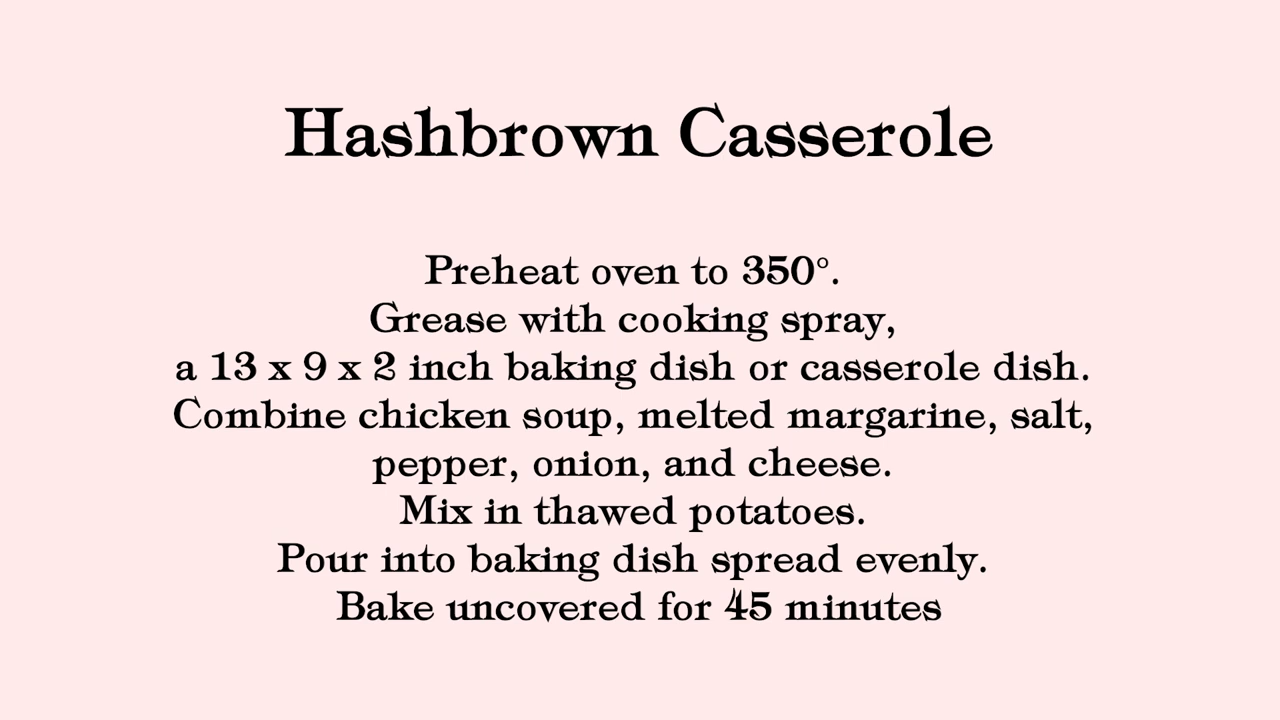 Hashbrown Casserole
Preheat oven to 350°.
Grease with cooking spray,
a 13 x 9 x 2 inch baking dish or casserole dish.
Combine chicken soup, melted margarine, salt,
pepper, onion, and cheese.
Mix in thawed potatoes.
Pour into baking dish spread evenly.
Bake uncovered for 45 minutes